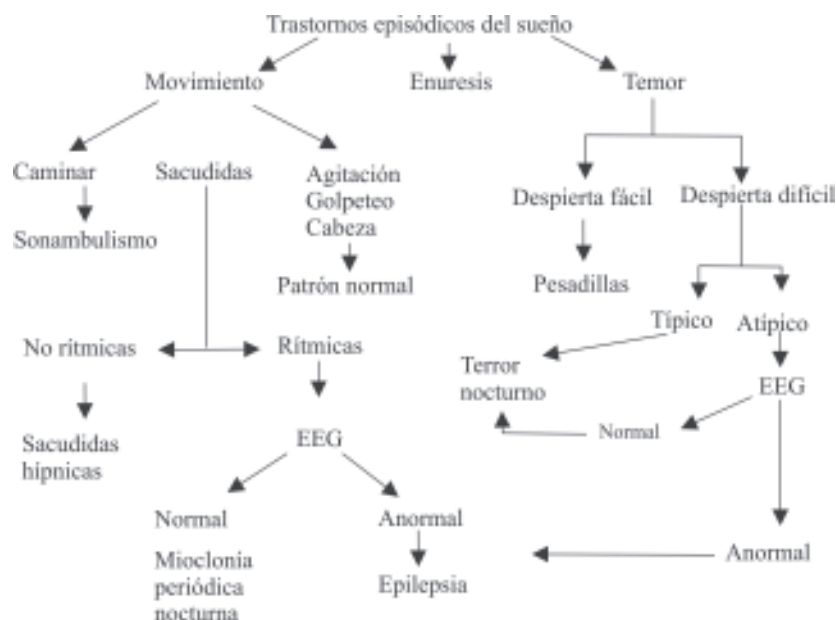 Trastornos episódicos del sueño
Movimiento
Enuresis
Temor
Caminar
Sacudidas
Agitación
Golpeteo
Cabeza
Despierta fácil
Despierta difícil
Sonambulismo
Patrón normal
Pesadillas
Típico
Atípico
No rítmicas
Rítmicas
Terror
nocturno
EEG
Normal
Sacudidas
hípnicas
EEG
Normal
Anormal
Anormal
Mioclonía
periódica
nocturna
Epilepsia